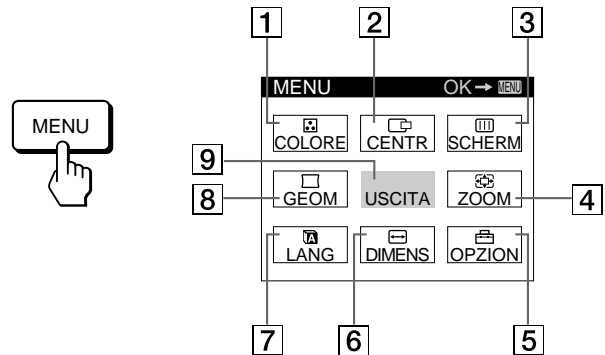 1 2 3
MENU OK→ MENU
MENU
COLORE CENTR SCHERM
9
8 GEOM USCITA ZOOM 4
LANG DIMENS OPZION
7 6 5